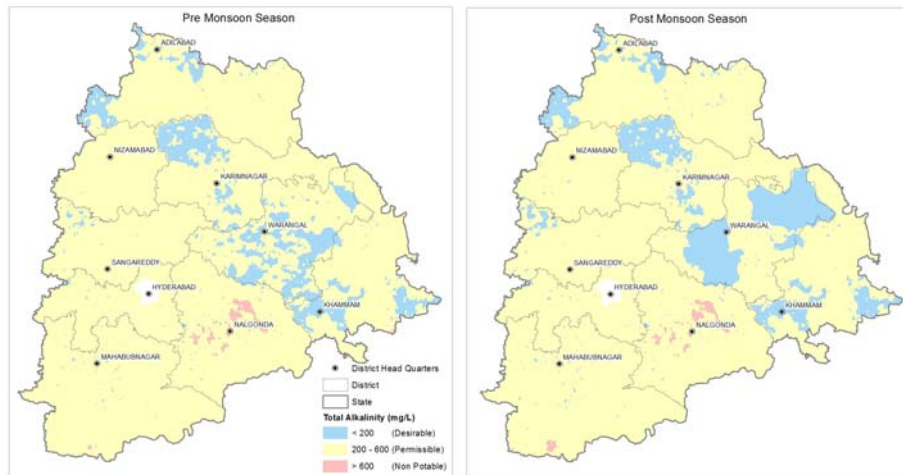 Pre Monsoon Season
ADILABAD
NIZAMABAD
KARIMNAGAR
WARANGAL
SANGAREDDY
HYDERABAD
KHAMMAM
NALGONDA
MAHABUBNAGAR
District Head Quarters
District
State
Total Alkalinity (mg/L)
< 200 (Desirable)
200 - 600 (Permissible)
> 600 (Non Potable)
Post Monsoon Season
ADILABAD
NIZAMABAD
KARIMNAGAR
WARANGAL
SANGAREDDY
HYDERABAD
KHAMMAM
NALGONDA
MAHABUBNAGAR